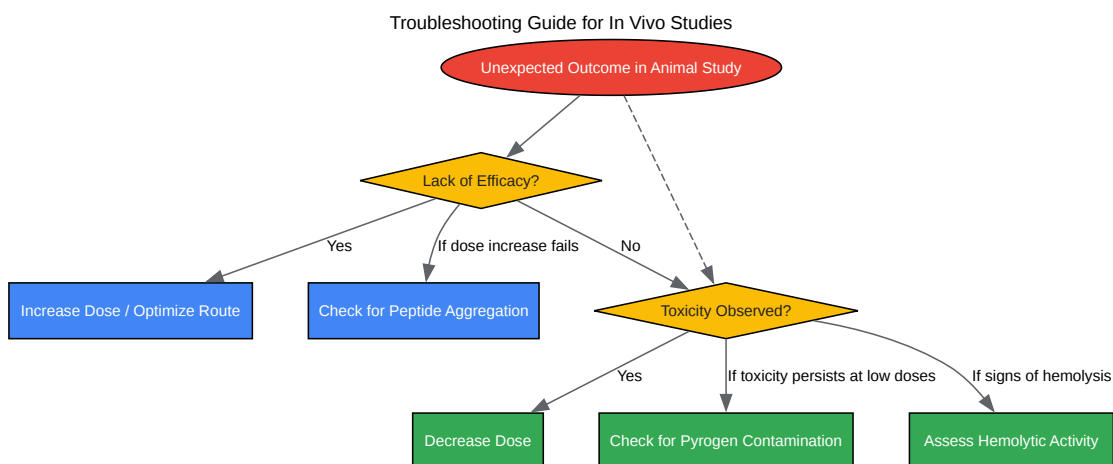 Troubleshooting Guide for In Vivo Studies
Unexpected Outcome in Animal Study
Lack of Efficacy?
Yes
If dose increase fails
No
Increase Dose / Optimize Route
Check for Peptide Aggregation
Toxicity Observed?
Yes
If toxicity persists at low doses
If signs of hemolysis
Decrease Dose
Check for Pyrogen Contamination
Assess Hemolytic Activity